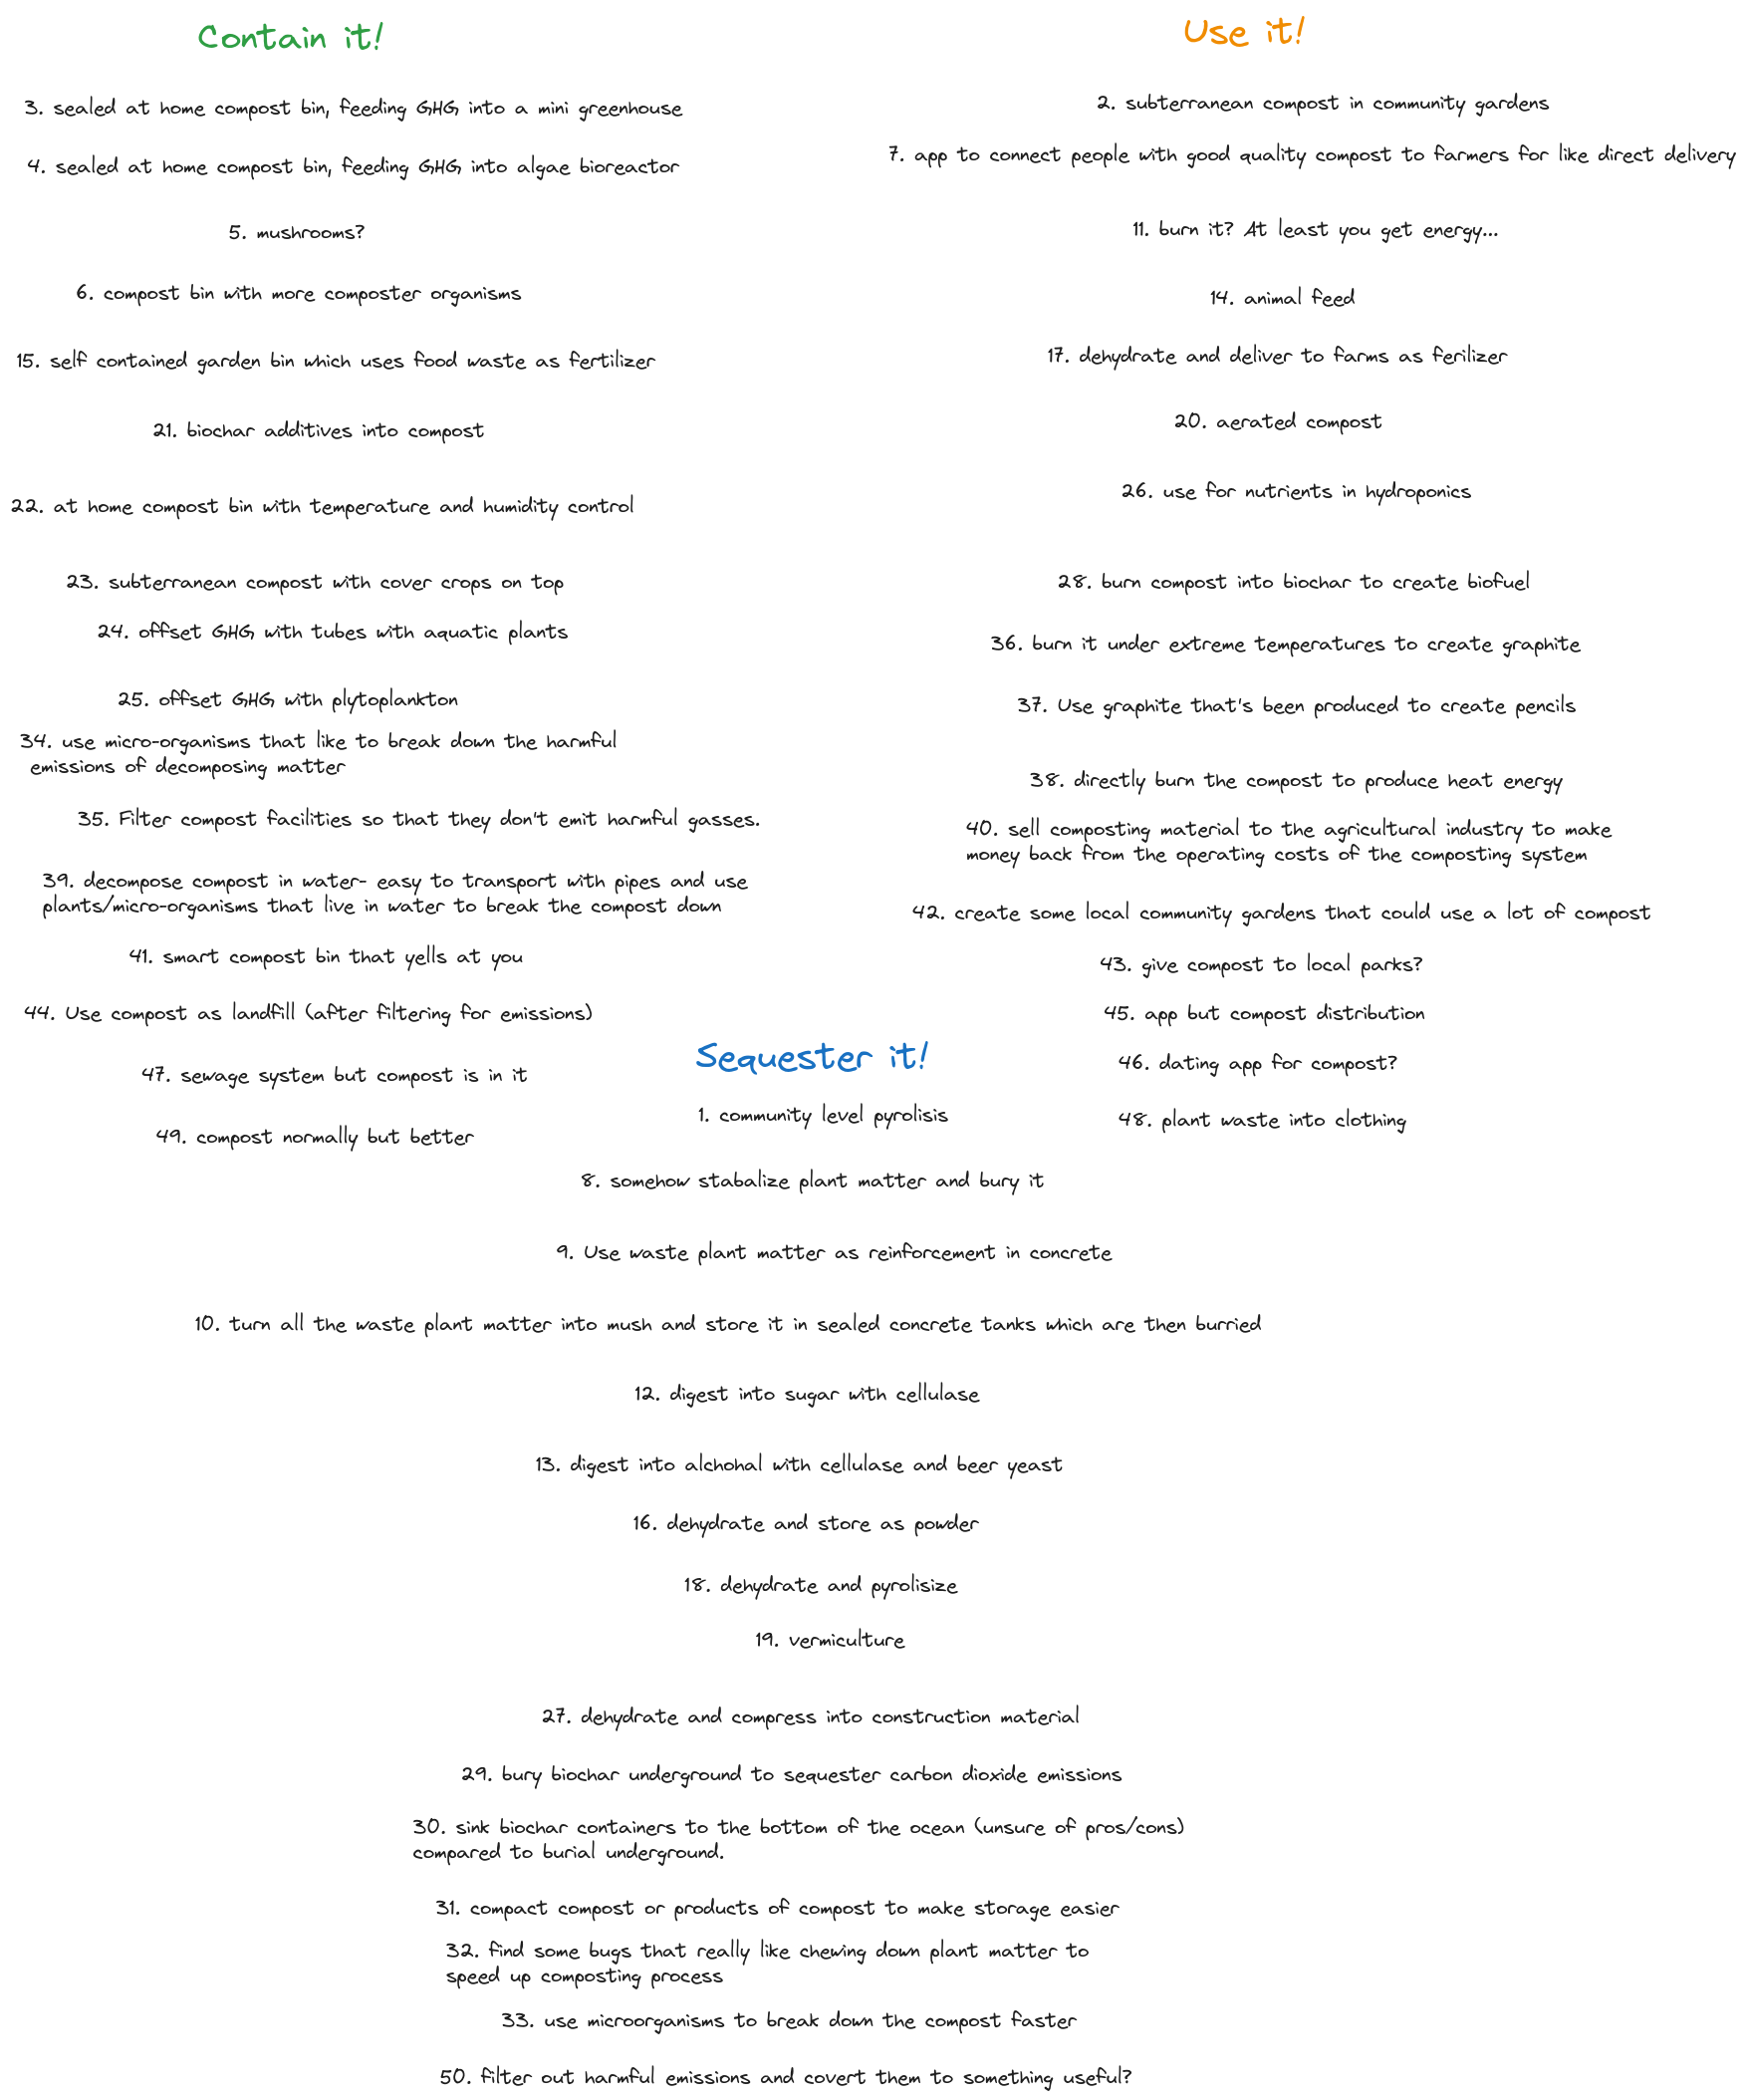 Contain it!
3. sealed at home compost bin, feeding GHG into a mini greenhouse
4. sealed at home compost bin, feeding GHG into algae bioreactor
5. mushrooms?
6. compost bin with more composter organisms
15. self contained garden bin which uses food waste as fertilizer
21. biochar additives into compost
22. at home compost bin with temperature and humidity control
23. subterranean compost with cover crops on top
24. offset GHG with tubes with aquatic plants
25. offset GHG with plytoplankton
34. use micro-organisms that like to break down the harmful
emissions of decomposing matter
35. Filter compost facilities so that they don't emit harmful gasses.
39. decompose compost in water- easy to transport with pipes and use
plants/micro-organisms that live in water to break the compost down
41. smart compost bin that yells at you
44. Use compost as landfill (after filtering for emissions)
47. sewage system but compost is in it
49. compost normally but better
Use it!
2. subterranean compost in community gardens
7. app to connect people with good quality compost to farmers for like direct delivery
11. burn it? At least you get energy...
14. animal feed
17. dehydrate and deliver to farms as ferilizer
20. aerated compost
26. use for nutrients in hydroponics
28. burn compost into biochar to create biofuel
36. burn it under extreme temperatures to create graphite
37. Use graphite that's been produced to create pencils
38. directly burn the compost to produce heat energy
40. sell composting material to the agricultural industry to make
money back from the operating costs of the composting system
42. create some local community gardens that could use a lot of compost
43. give compost to local parks?
45. app but compost distribution
46. dating app for compost?
48. plant waste into clothing
Sequester it!
1. community level pyrolisis
8. somehow stabalize plant matter and bury it
9. Use waste plant matter as reinforcement in concrete
10. turn all the waste plant matter into mush and store it in sealed concrete tanks which are then burried
12. digest into sugar with cellulase
13. digest into alchohal with cellulase and beer yeast
16. dehydrate and store as powder
18. dehydrate and pyrolisize
19. vermiculture
27. dehydrate and compress into construction material
29. bury biochar underground to sequester carbon dioxide emissions
30. sink biochar containers to the bottom of the ocean (unsure of pros/cons)
compared to burial underground.
31. compact compost or products of compost to make storage easier
32. find some bugs that really like chewing down plant matter to
speed up composting process
33. use microorganisms to break down the compost faster
50. filter out harmful emissions and covert them to something useful?